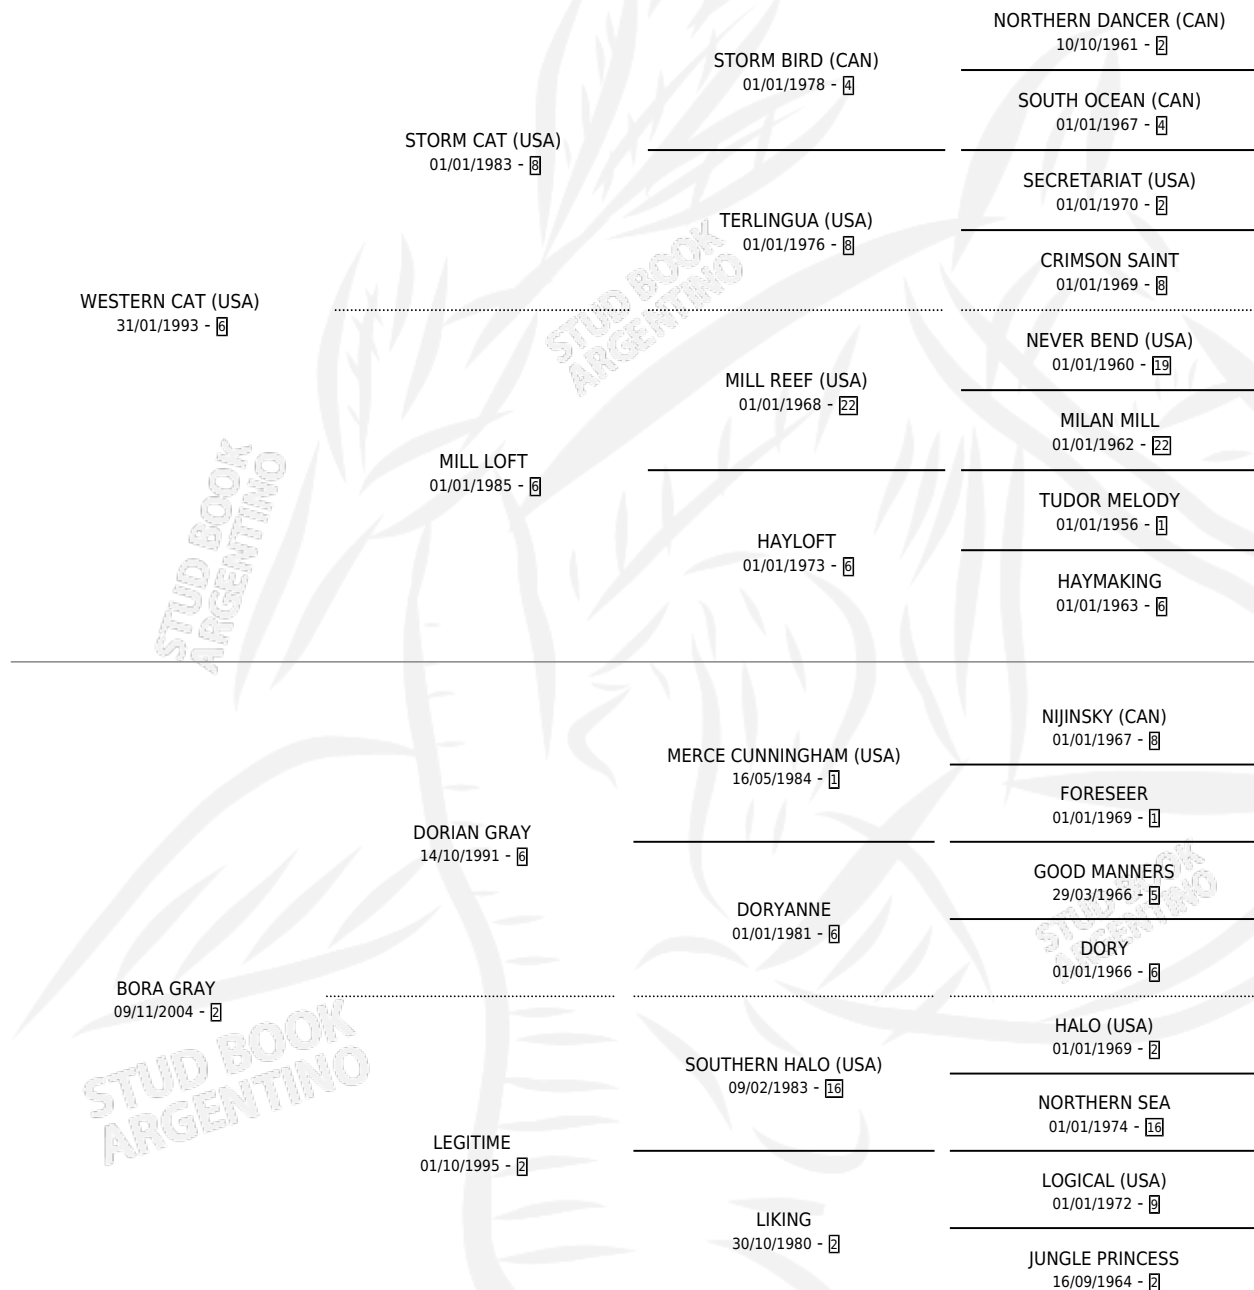 NORTHERN DANCER (CAN)
10/10/1961 - 2
STORM BIRD (CAN)
01/01/1978 - 4
SOUTH OCEAN (CAN)
01/01/1967 - 4
STORM CAT (USA)
01/01/1983 - 8
SECRETARIAT (USA)
01/01/1970 - 2
TERLINGUA (USA)
01/01/1976 - 8
CRIMSON SAINT
01/01/1969 - 8
WESTERN CAT (USA)
31/01/1993 - 6
NEVER BEND (USA)
01/01/1960 - 19
MILL REEF (USA)
01/01/1968 - 22
MILAN MILL
01/01/1962 - 22
MILL LOFT
01/01/1985 - 6
TUDOR MELODY
01/01/1956 - 1
HAYLOFT
01/01/1973 - 6
HAYMAKING
01/01/1963 - 6
NIJINSKY (CAN)
01/01/1967 - 8
MERCE CUNNINGHAM (USA)
16/05/1984 - 1
FORESEER
01/01/1969 - 1
DORIAN GRAY
14/10/1991 - 6
GOOD MANNERS
29/03/1966 - 5
DORYANNE
01/01/1981 - 6
DORY
01/01/1966 - 6
BORA GRAY
09/11/2004 - 2
HALO (USA)
01/01/1969 - 2
SOUTHERN HALO (USA)
09/02/1983 - 16
NORTHERN SEA
01/01/1974 - 16
LEGITIME
01/10/1995 - 2
LOGICAL (USA)
01/01/1972 - 9
LIKING
30/10/1980 - 2
JUNGLE PRINCESS
16/09/1964 - 2
STUD BOOK
ARGENTINO
STUD BOOK
ARGENTINO
STUD BOOK
ARGENTINO
STUD BOOK
ARGENTINO